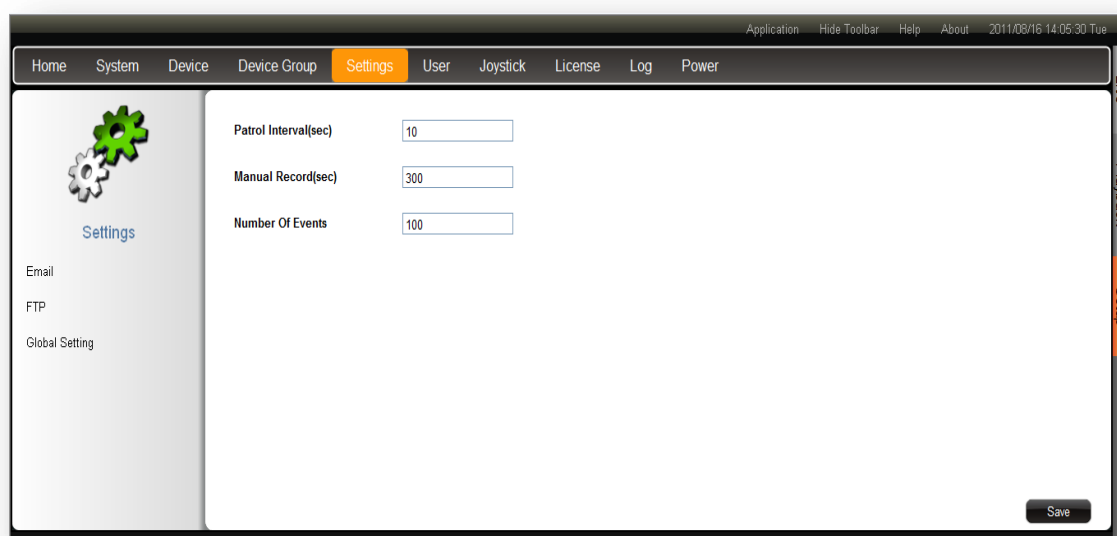 Application Hide Toolbar Help About 2011/08/16 14:05:30 Tue
Home System Device Device Group Settings User Joystick License Log Power
Settings
Email
FTP
Global Setting
Patrol Interval(sec) 10
Manual Record(sec) 300
Number Of Events 100
Save